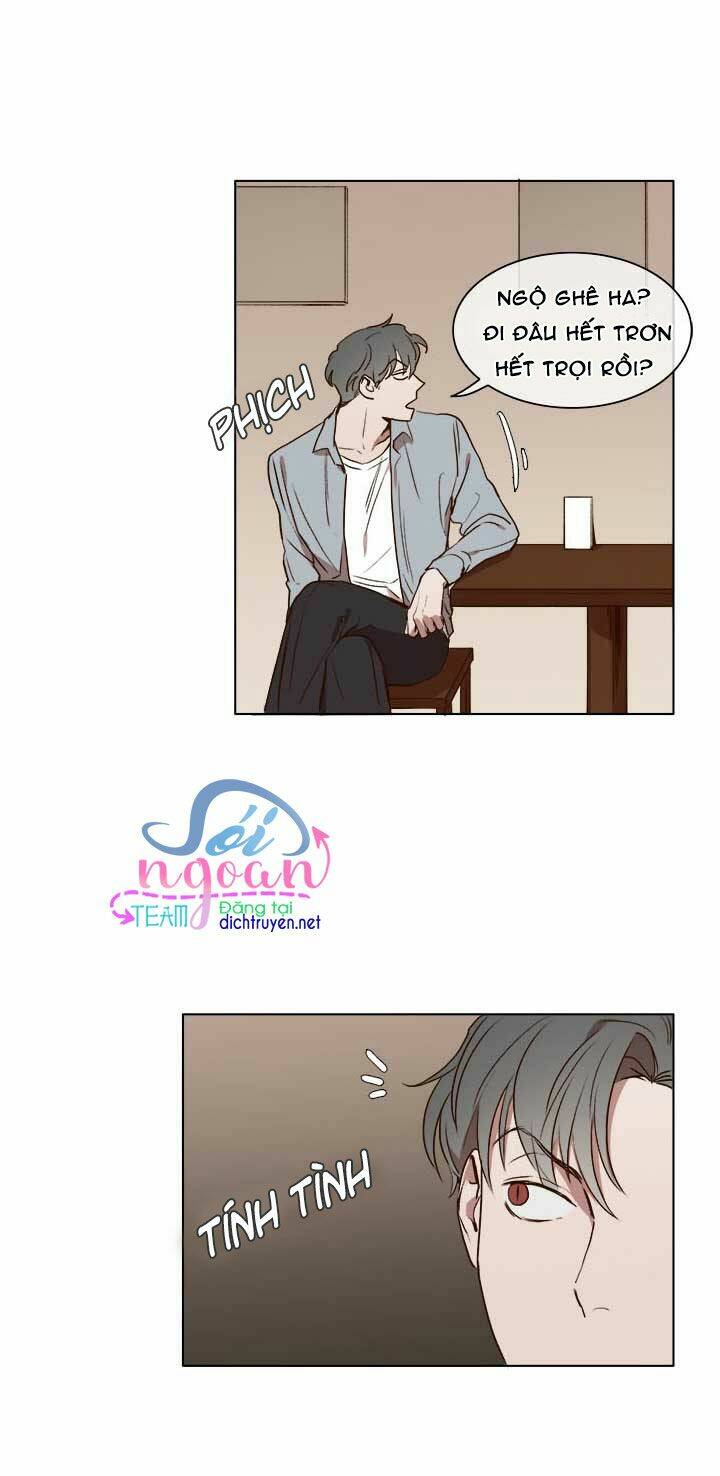 NGỘ GHÊ HA?
ĐI ĐÂU HẾT TRƠN
HẾT TRỌI RỒI?
PHỊCH
Sói
ngoan
TEAM
Đăng tại
dichtruyen.net
TÍNH TÌNH